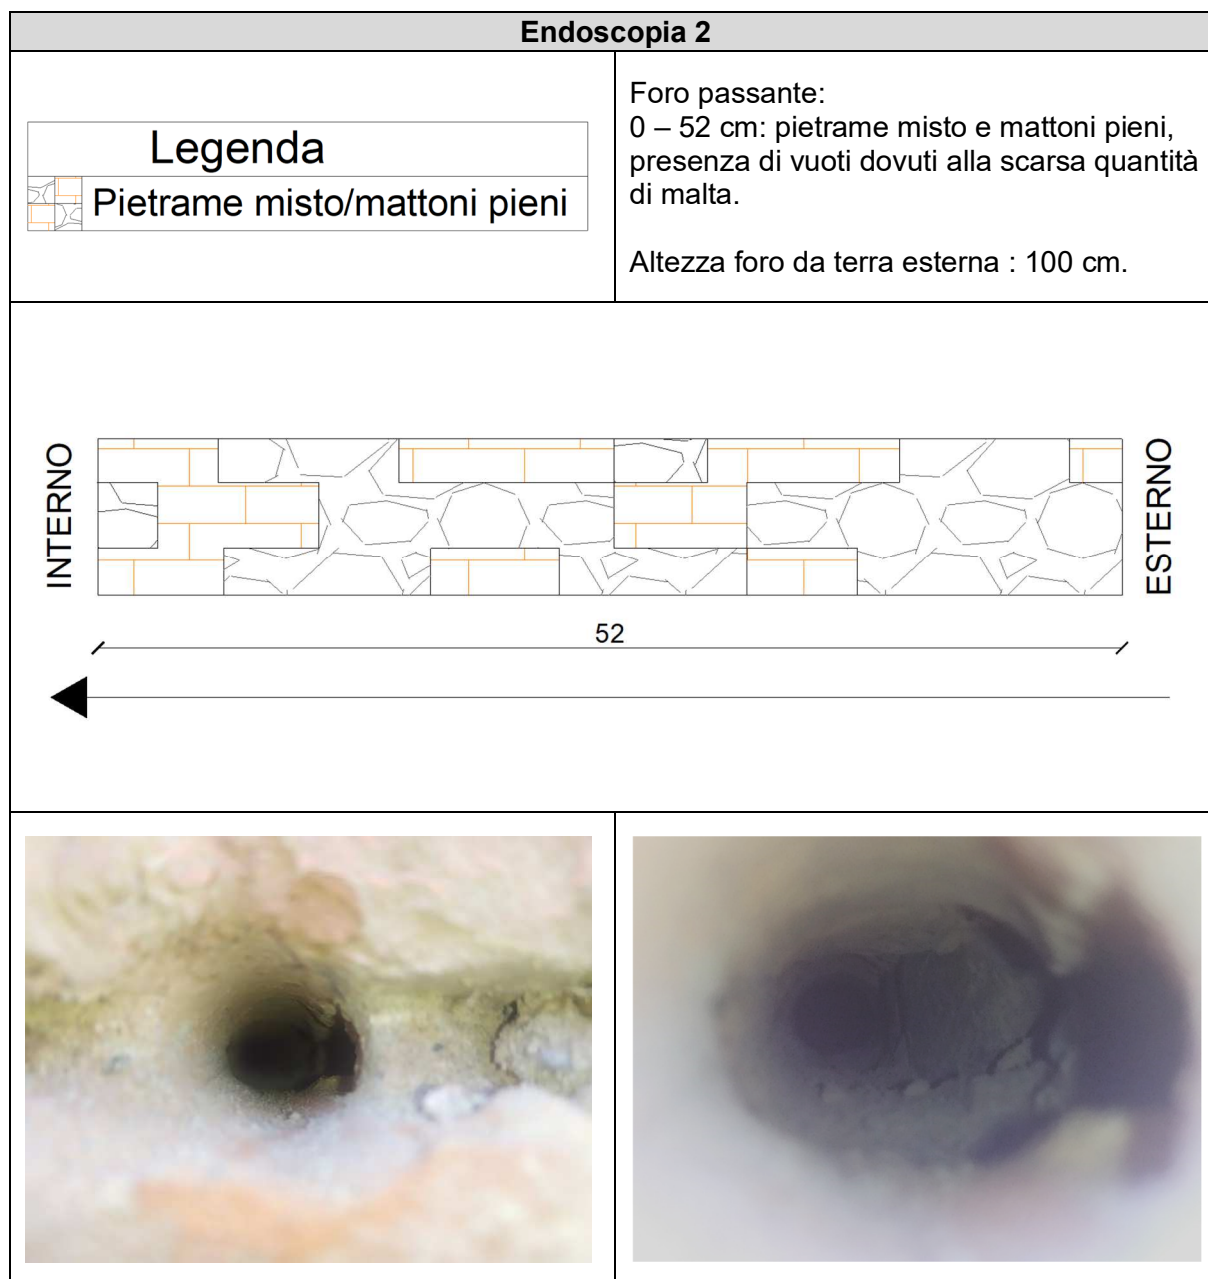 Endoscopia 2
Legenda
Pietrame misto/mattoni pieni
Foro passante:
0 – 52 cm: pietrame misto e mattoni pieni,
presenza di vuoti dovuti alla scarsa quantità
di malta.
Altezza foro da terra esterna : 100 cm.
INTERNO
ESTERNO
52